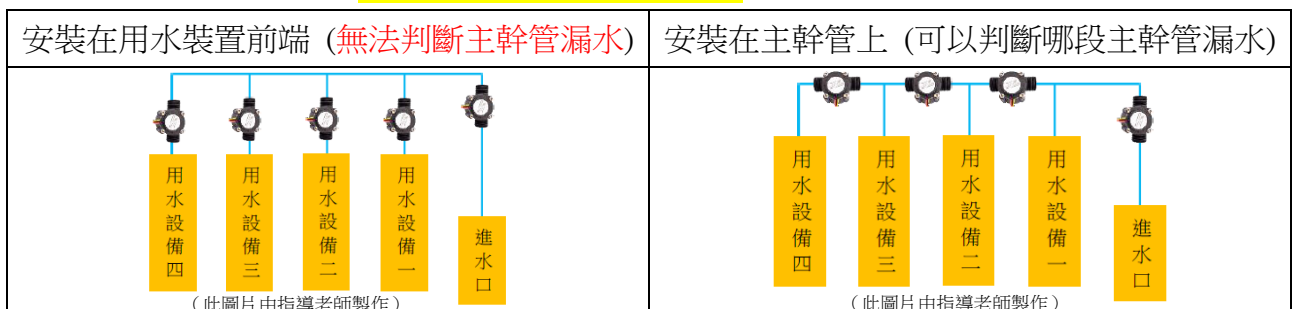 安裝在用水裝置前端 (無法判斷主幹管漏水)
安裝在主幹管上 (可以判斷哪段主幹管漏水)
用水設備四
用水設備三
用水設備二
用水設備一
進水口
(此圖片由指導老師製作)
用水設備四
用水設備三
用水設備二
用水設備一
進水口
(此圖片由指導老師製作)